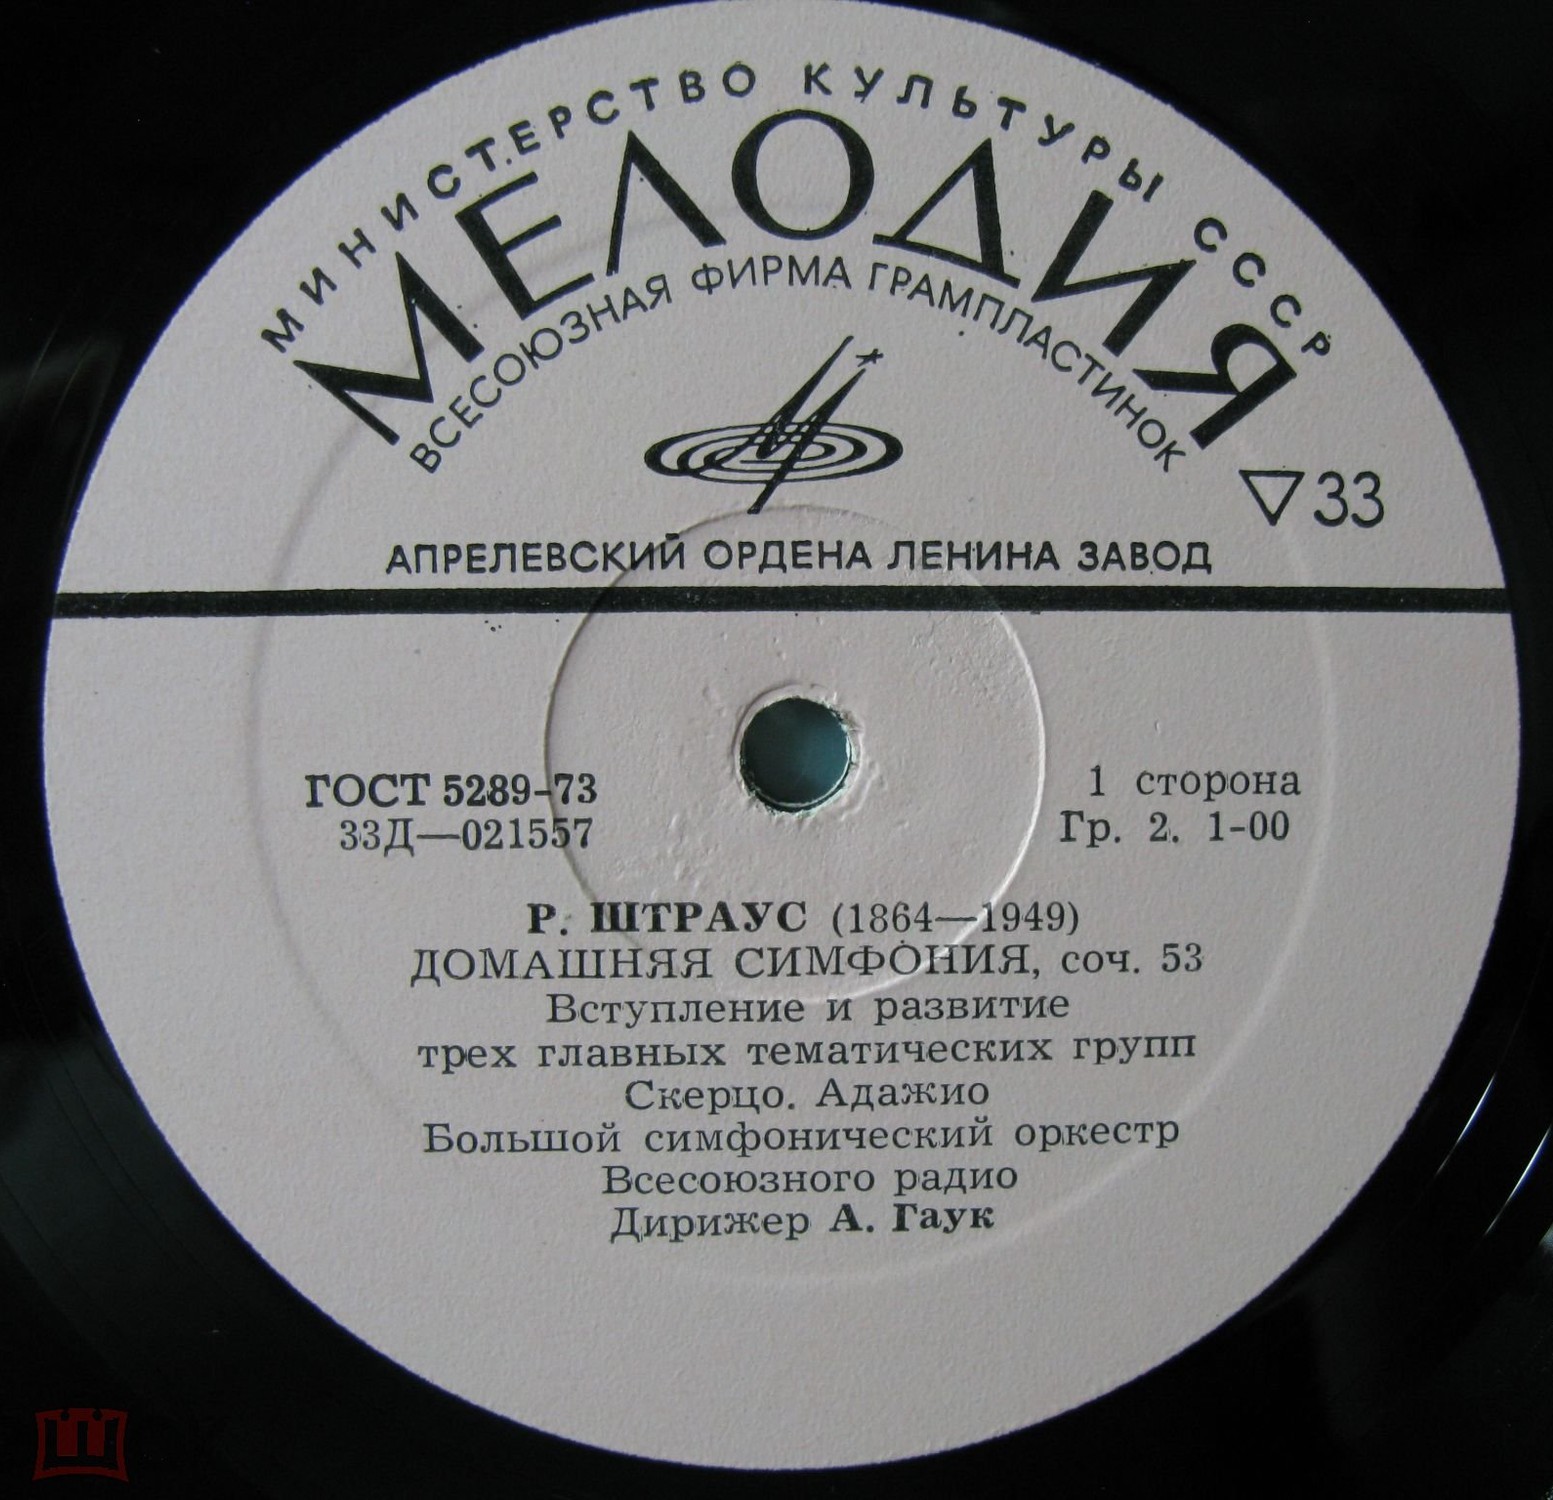 МИНИСТЕРСТВО КУЛЬТУРЫ СССР
МЕЛОДИЯ
ВСЕСОЮЗНАЯ ФИРМА ГРАМПЛАСТИНОК
33
АПРЕЛЕВСКИЙ ОРДЕНА ЛЕНИНА ЗАВОД
ГОСТ 5289-73
33Д—021557
1 сторона
Гр. 2. 1-00
Р. ШТРАУС (1864—1949)
ДОМАШНЯЯ СИМФОНИЯ, соч. 53
Вступление и развитие
трех главных тематических групп
Скерцо. Адажио
Большой симфонический оркестр
Всесоюзного радио
Дирижер А. Гаук